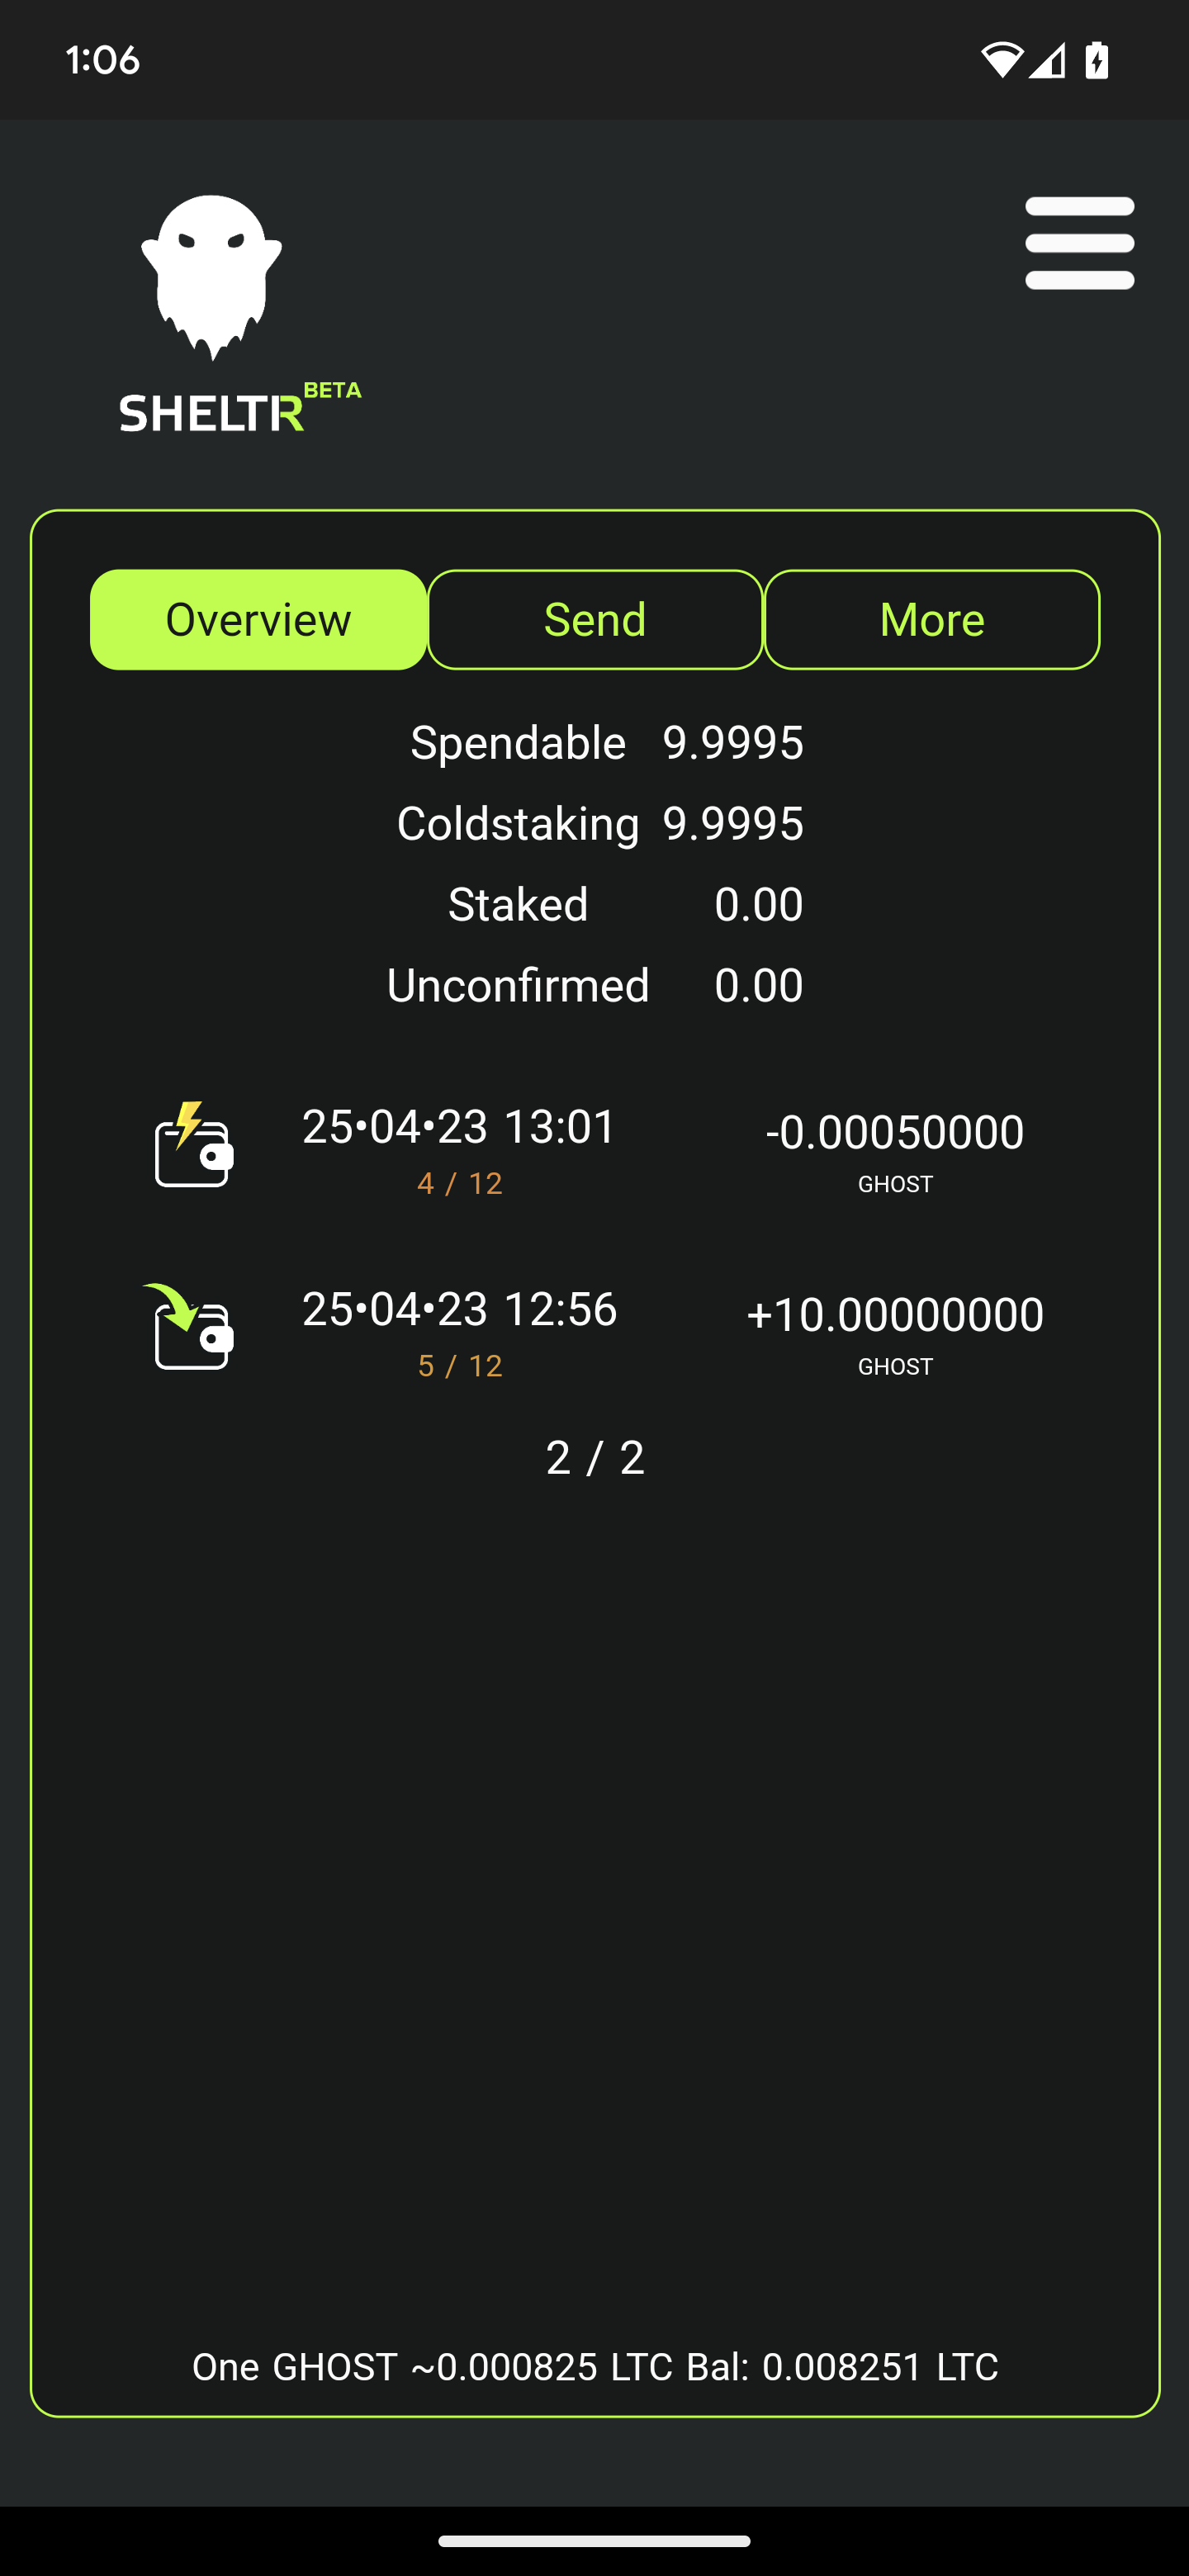 1:06
SHELTR BETA
Overview Send More
Spendable 9.9995
Coldstaking 9.9995
Staked 0.00
Unconfirmed 0.00
25•04•23 13:01 -0.00050000
4 / 12 GHOST
25•04•23 12:56 +10.00000000
5 / 12 GHOST
2 / 2
One GHOST ~0.000825 LTC Bal: 0.008251 LTC